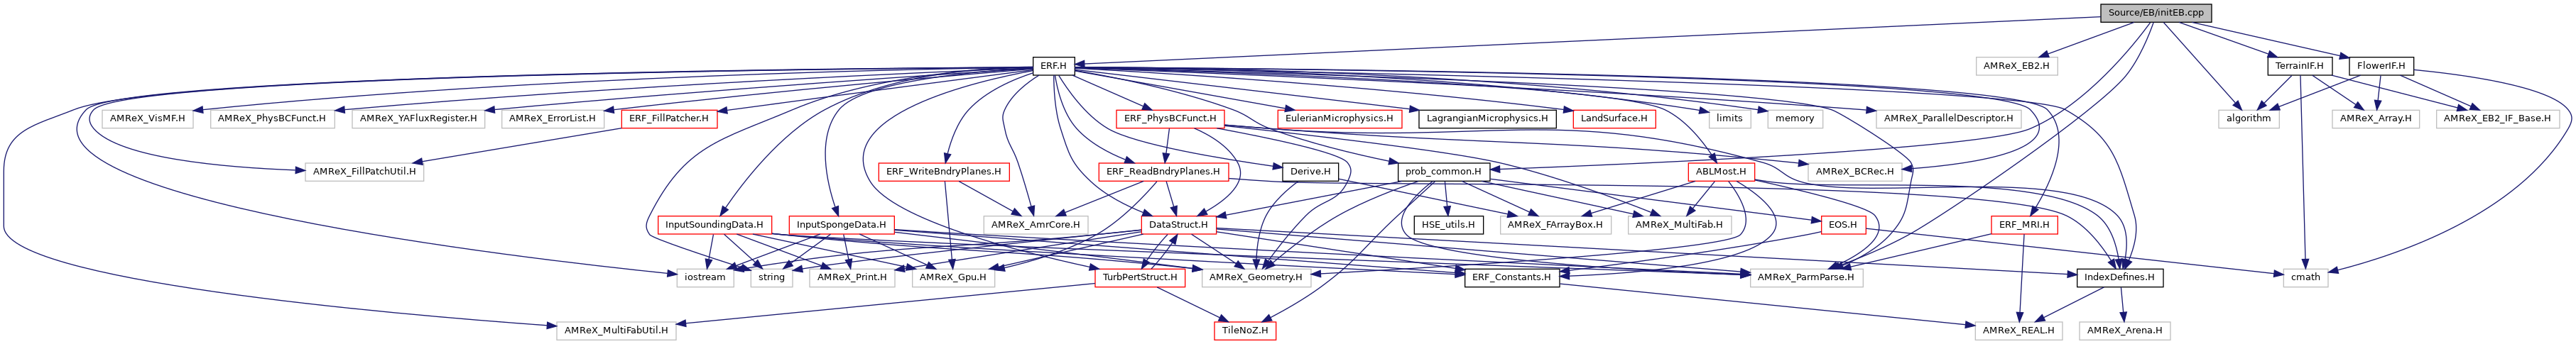 Source/EB/initEB.cpp
ERF.H
AMReX_EB2.H
TerrainIF.H
FlowerIF.H
AMReX_VisMF.H
AMReX_PhysBCFunct.H
AMReX_YAFluxRegister.H
AMReX_ErrorList.H
ERF_FillPatcher.H
ERF_PhysBCFunct.H
EulerianMicrophysics.H
LagrangianMicrophysics.H
LandSurface.H
limits
memory
AMReX_ParallelDescriptor.H
algorithm
AMReX_Array.H
AMReX_EB2_IF_Base.H
AMReX_FillPatchUtil.H
ERF_WriteBndryPlanes.H
ERF_ReadBndryPlanes.H
Derive.H
prob_common.H
ABLMost.H
AMReX_BCRec.H
InputSoundingData.H
InputSpongeData.H
AMReX_AmrCore.H
DataStruct.H
HSE_utils.H
AMReX_FArrayBox.H
AMReX_MultiFab.H
EOS.H
ERF_MRI.H
iostream
string
AMReX_Print.H
AMReX_Gpu.H
TurbPertStruct.H
AMReX_Geometry.H
ERF_Constants.H
AMReX_ParmParse.H
IndexDefines.H
cmath
AMReX_MultiFabUtil.H
TileNoZ.H
AMReX_REAL.H
AMReX_Arena.H